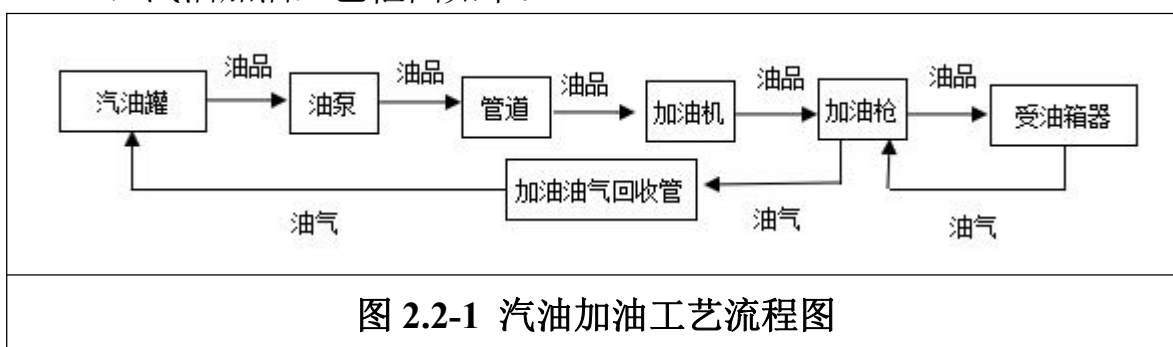 油品 油品 油品 油品 油品
汽油罐 油泵 管道 加油机 加油枪 受油箱器
加油油气回收管
油气 油气 油气
图 2.2-1 汽油加油工艺流程图